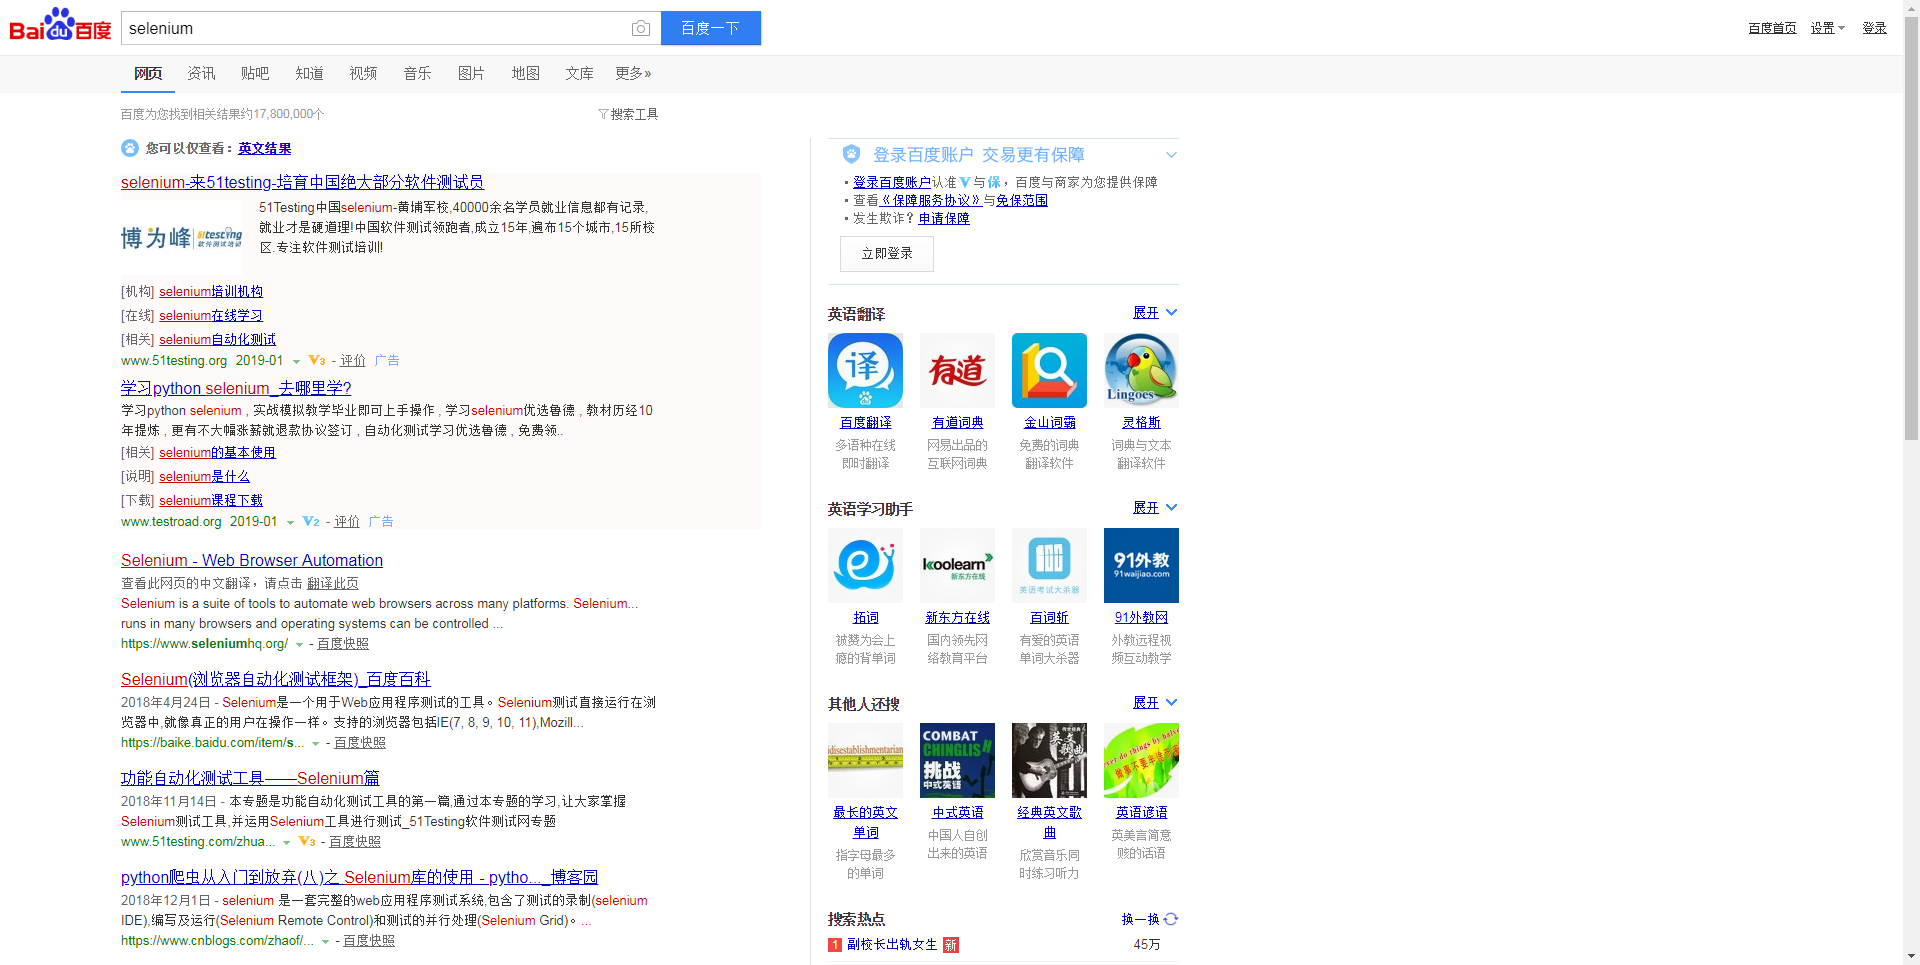 Bai du 百度
selenium
百度一下
百度首页 设置 登录
网页 资讯 贴吧 知道 视频 音乐 图片 地图 文库 更多»
百度为您找到相关结果约17,800,000个
搜索工具
您可以仅查看：英文结果
selenium-来51testing-培育中国绝大部分软件测试员
博为峰 51testing 软件测试培训
51Testing中国selenium-黄埔军校,40000余名学员就业信息都有记录,
就业才是硬道理!中国软件测试领跑者,成立15年,遍布15个城市,15所校
区.专注软件测试培训!
[机构] selenium培训机构
[在线] selenium在线学习
[相关] selenium自动化测试
www.51testing.org 2019-01 V3 - 评价 广告
学习python selenium_去哪里学?
学习python selenium , 实战模拟教学毕业即可上手操作 , 学习selenium优选鲁德 , 教材历经10
年提炼 , 更有不大幅涨薪就退款协议签订 , 自动化测试学习优选鲁德 , 免费领..
[相关] selenium的基本使用
[说明] selenium是什么
[下载] selenium课程下载
www.testroad.org 2019-01 V2 - 评价 广告
Selenium - Web Browser Automation
查看此网页的中文翻译，请点击 翻译此页
Selenium is a suite of tools to automate web browsers across many platforms. Selenium...
runs in many browsers and operating systems can be controlled ...
https://www.seleniumhq.org/ - 百度快照
Selenium(浏览器自动化测试框架)_百度百科
2018年4月24日 - Selenium是一个用于Web应用程序测试的工具。Selenium测试直接运行在浏
览器中,就像真正的用户在操作一样。支持的浏览器包括IE(7, 8, 9, 10, 11),Mozill...
https://baike.baidu.com/item/s... - 百度快照
功能自动化测试工具——Selenium篇
2018年11月14日 - 本专题是功能自动化测试工具的第一篇,通过本专题的学习,让大家掌握
Selenium测试工具,并运用Selenium工具进行测试_51Testing软件测试网专题
www.51testing.com/zhua... V3 - 百度快照
python爬虫从入门到放弃(八)之 Selenium库的使用 - pytho..._博客园
2018年12月1日 - selenium 是一套完整的web应用程序测试系统,包含了测试的录制(selenium
IDE),编写及运行(Selenium Remote Control)和测试的并行处理(Selenium Grid)。...
https://www.cnblogs.com/zhaof/... - 百度快照
登录百度账户 交易更有保障
登录百度账户认准V与保，百度与商家为您提供保障
查看《保障服务协议》与免保范围
发生欺诈？申请保障
立即登录
英语翻译 展开
译 有道 Lingoes
百度翻译 有道词典 金山词霸 灵格斯
多语种在线 网易出品的 免费的词典 词典与文本
即时翻译 互联网词典 翻译软件 翻译软件
英语学习助手 展开
koolearn 新东方在线
英语考试大杀器
91外教
91waijiao.com
拓词 新东方在线 百词斩 91外教网
被赞为会上 国内领先网 有爱的英语 外教远程视
瘾的背单词 络教育平台 单词大杀器 频互动教学
其他人还搜 展开
idisestablishmentarian
COMBAT
CHINGLISH
挑战
中式英语
英文歌曲
ver do things by halve
做事不要半途而
最长的英文 中式英语 经典英文歌 英语谚语
单词 中国人自创 曲 英美言简意
指字母最多 出来的英语 欣赏音乐同 赅的话语
的单词 时练习听力
搜索热点 换一换
1 副校长出轨女生 新 45万